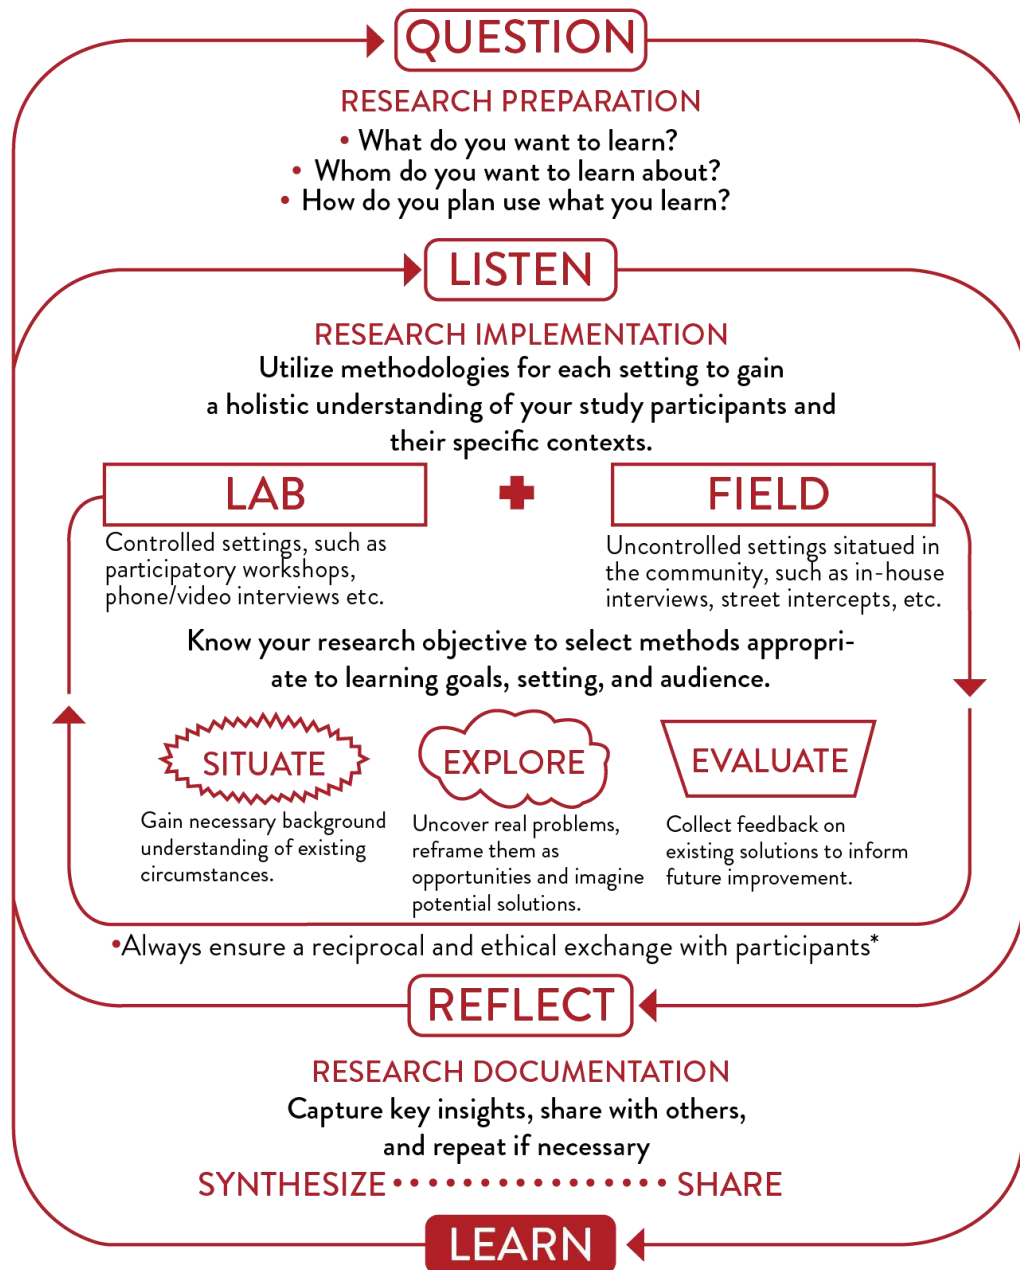 QUESTION
RESEARCH PREPARATION
• What do you want to learn?
• Whom do you want to learn about?
• How do you plan use what you learn?
LISTEN
RESEARCH IMPLEMENTATION
Utilize methodologies for each setting to gain
a holistic understanding of your study participants and
their specific contexts.
LAB
Controlled settings, such as
participatory workshops,
phone/video interviews etc.
FIELD
Uncontrolled settings sitatued in
the community, such as in-house
interviews, street intercepts, etc.
Know your research objective to select methods appropri-
ate to learning goals, setting, and audience.
SITUATE
Gain necessary background
understanding of existing
circumstances.
EXPLORE
Uncover real problems,
reframe them as
opportunities and imagine
potential solutions.
EVALUATE
Collect feedback on
existing solutions to inform
future improvement.
•Always ensure a reciprocal and ethical exchange with participants*
REFLECT
RESEARCH DOCUMENTATION
Capture key insights, share with others,
and repeat if necessary
SYNTHESIZE • • • • • • • • • • • • • • • • SHARE
LEARN